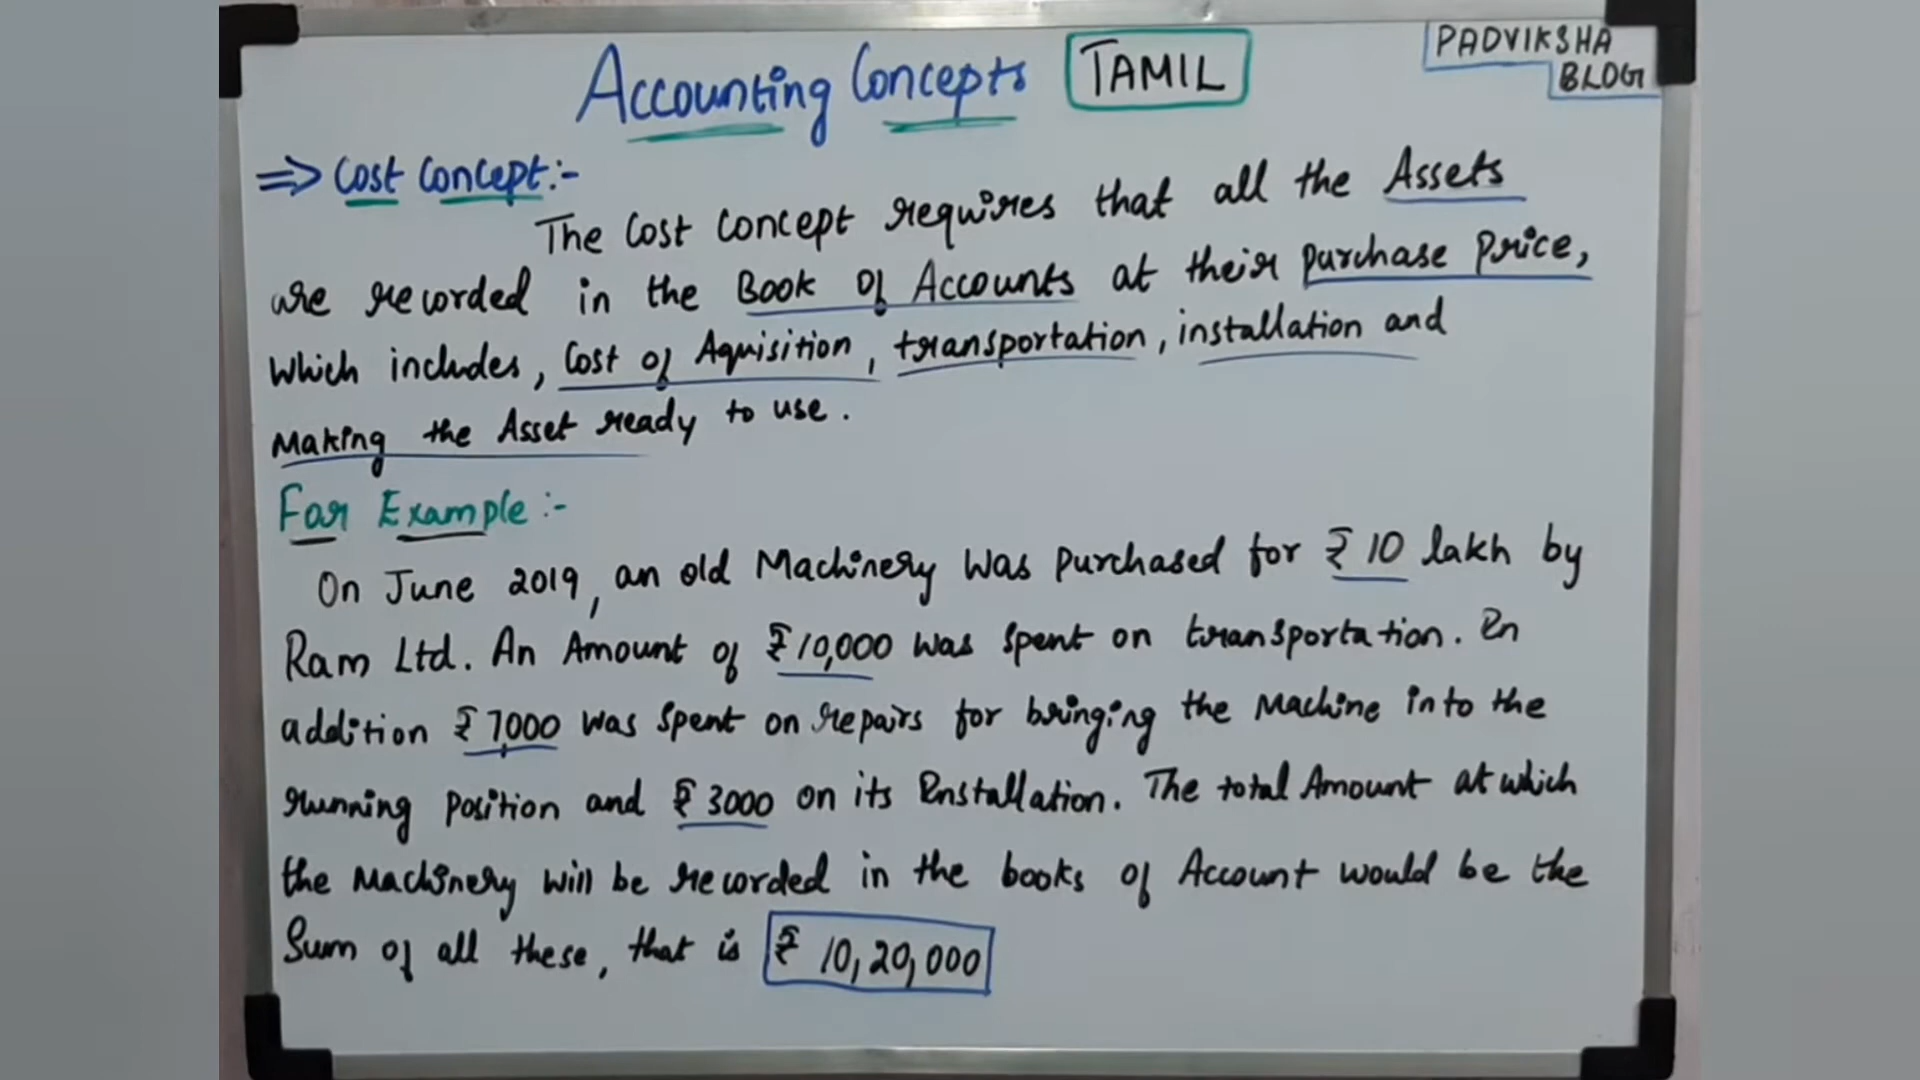 Accounting Concepts TAMIL
PADVIKSHA
BLOG
⇒ Cost Concept:-
The Cost Concept requires that all the Assets
are recorded in the Book Of Accounts at their purchase price,
Which includes, Cost of Aquisition, transportation, installation and
Making the Asset ready to use.
For Example:-
On June 2019, an old Machinery Was purchased for ₹ 10 lakh by
Ram Ltd. An Amount of ₹ 10,000 was spent on transportation. In
addition ₹ 7000 was spent on repairs for bringing the Machine into the
running position and ₹ 3000 on its Installation. The total Amount at which
the Machinery will be recorded in the books of Account would be the
Sum of all these, that is ₹ 10,20,000